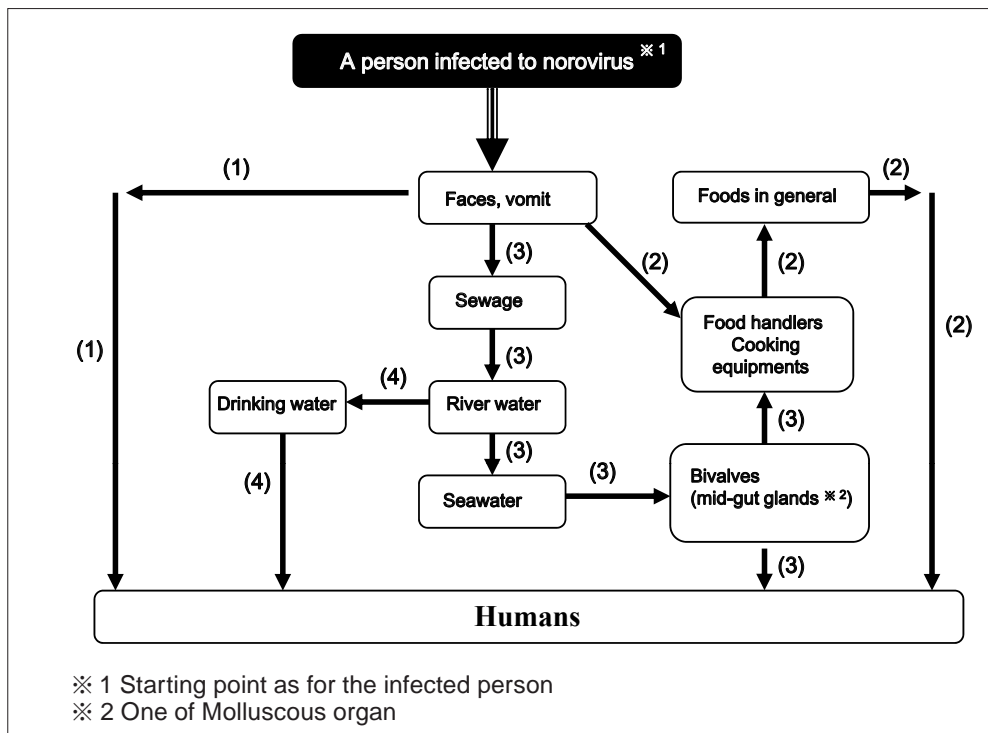 A person infected to norovirus ※ 1
(1)
(2)
Faces, vomit
Foods in general
(3)
(2)
(2)
Sewage
Food handlers
Cooking
equipments
(1)
(3)
(2)
(4)
Drinking water
River water
(3)
(3)
(4)
(3)
Bivalves
(mid-gut glands ※ 2)
Seawater
(3)
Humans
※ 1 Starting point as for the infected person
※ 2 One of Molluscous organ